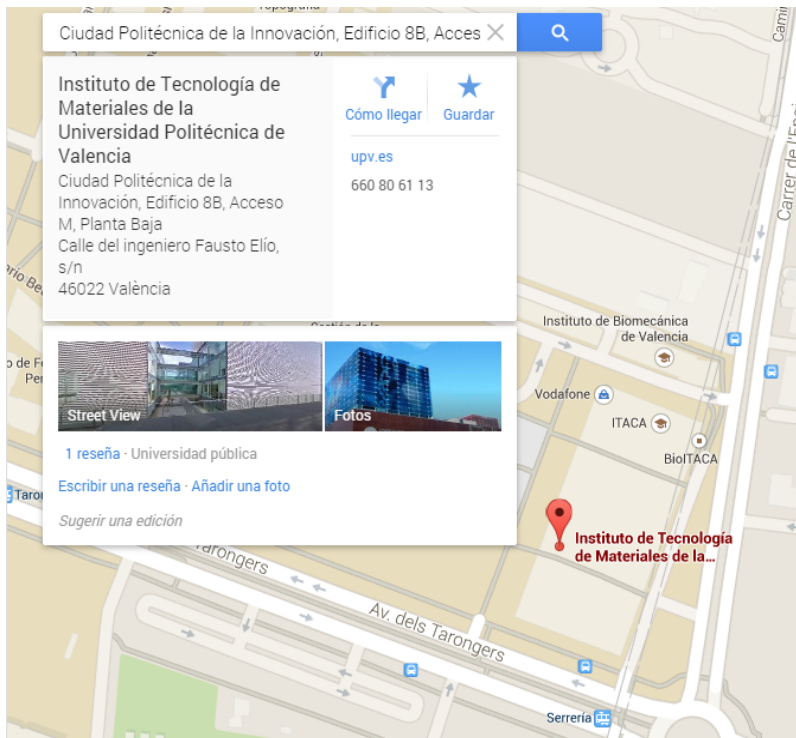 Topografía
Ciudad Politécnica de la Innovación, Edificio 8B, Acces
Instituto de Tecnología de
Materiales de la
Universidad Politécnica de
Valencia
Ciudad Politécnica de la
Innovación, Edificio 8B, Acceso
M, Planta Baja
Calle del ingeniero Fausto Elío,
s/n
46022 València
Cómo llegar
Guardar
upv.es
660 80 61 13
Street View
Fotos
1 reseña · Universidad pública
Escribir una reseña · Añadir una foto
Sugerir una edición
Instituto de Biomecánica
de Valencia
Vodafone
ITACA
BioITACA
Instituto de Tecnología
de Materiales de la...
Tarongers
Av. dels Tarongers
Serrería